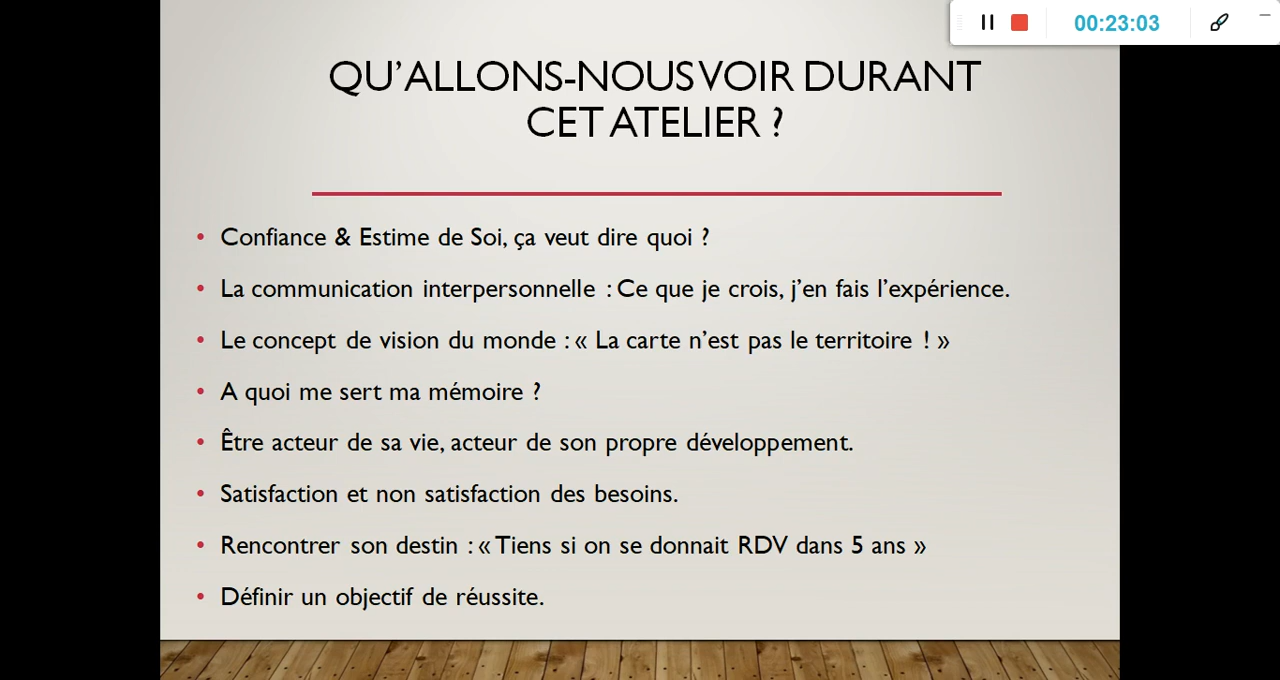 00:23:03
QU’ALLONS-NOUS VOIR DURANT
CET ATELIER ?
• Confiance & Estime de Soi, ça veut dire quoi ?
• La communication interpersonnelle : Ce que je crois, j’en fais l’expérience.
• Le concept de vision du monde : « La carte n’est pas le territoire ! »
• A quoi me sert ma mémoire ?
• Être acteur de sa vie, acteur de son propre développement.
• Satisfaction et non satisfaction des besoins.
• Rencontrer son destin : « Tiens si on se donnait RDV dans 5 ans »
• Définir un objectif de réussite.